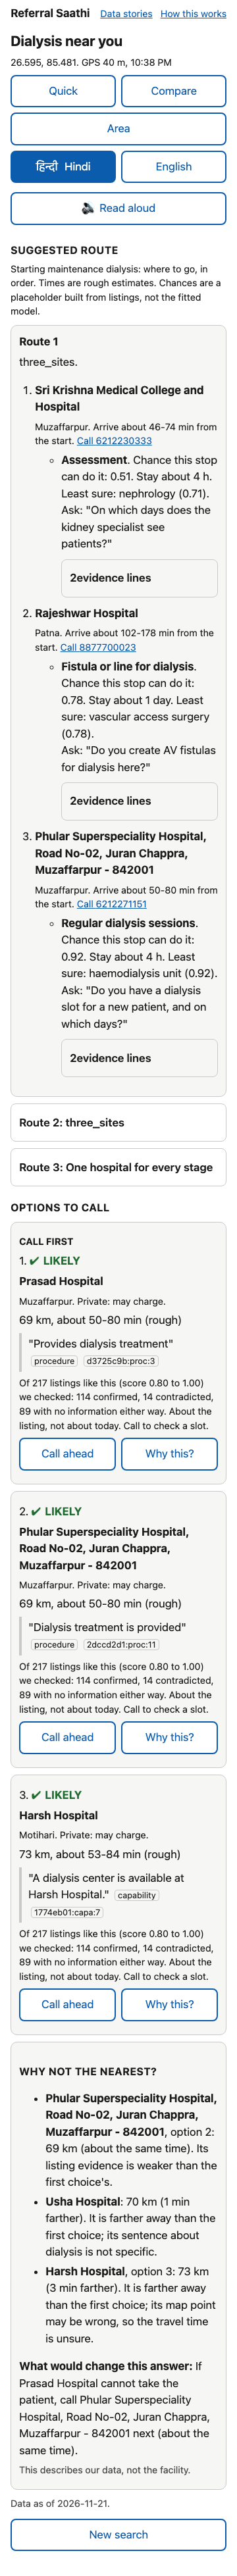 Referral Saathi Data stories How this works
Dialysis near you
26.595, 85.481. GPS 40 m, 10:38 PM
Quick Compare
Area
हिन्दी Hindi English
Read aloud
SUGGESTED ROUTE
Starting maintenance dialysis: where to go, in
order. Times are rough estimates. Chances are a
placeholder built from listings, not the fitted
model.
Route 1
three_sites.
1. Sri Krishna Medical College and
Hospital
Muzaffarpur. Arrive about 46-74 min from
the start. Call 6212230333
Assessment. Chance this stop
can do it: 0.51. Stay about 4 h.
Least sure: nephrology (0.71).
Ask: "On which days does the
kidney specialist see
patients?"
2evidence lines
2. Rajeshwar Hospital
Patna. Arrive about 102-178 min from the
start. Call 8877700023
Fistula or line for dialysis.
Chance this stop can do it:
0.78. Stay about 1 day. Least
sure: vascular access surgery
(0.78).
Ask: "Do you create AV fistulas
for dialysis here?"
2evidence lines
3. Phular Superspeciality Hospital,
Road No-02, Juran Chappra,
Muzaffarpur - 842001
Muzaffarpur. Arrive about 50-80 min from
the start. Call 6212271151
Regular dialysis sessions.
Chance this stop can do it:
0.92. Stay about 4 h. Least
sure: haemodialysis unit (0.92).
Ask: "Do you have a dialysis
slot for a new patient, and on
which days?"
2evidence lines
Route 2: three_sites
Route 3: One hospital for every stage
OPTIONS TO CALL
CALL FIRST
1. ✔ LIKELY
Prasad Hospital
Muzaffarpur. Private: may charge.
69 km, about 50-80 min (rough)
"Provides dialysis treatment"
procedure d3725c9b:proc:3
Of 217 listings like this (score 0.80 to 1.00)
we checked: 114 confirmed, 14 contradicted,
89 with no information either way. About the
listing, not about today. Call to check a slot.
Call ahead Why this?
2. ✔ LIKELY
Phular Superspeciality Hospital,
Road No-02, Juran Chappra,
Muzaffarpur - 842001
Muzaffarpur. Private: may charge.
69 km, about 50-80 min (rough)
"Dialysis treatment is provided"
procedure 2dccd2d1:proc:11
Of 217 listings like this (score 0.80 to 1.00)
we checked: 114 confirmed, 14 contradicted,
89 with no information either way. About the
listing, not about today. Call to check a slot.
Call ahead Why this?
3. ✔ LIKELY
Harsh Hospital
Motihari. Private: may charge.
73 km, about 53-84 min (rough)
"A dialysis center is available at
Harsh Hospital." capability
1774eb01:capa:7
Of 217 listings like this (score 0.80 to 1.00)
we checked: 114 confirmed, 14 contradicted,
89 with no information either way. About the
listing, not about today. Call to check a slot.
Call ahead Why this?
WHY NOT THE NEAREST?
Phular Superspeciality Hospital,
Road No-02, Juran Chappra,
Muzaffarpur - 842001, option 2:
69 km (about the same time). Its
listing evidence is weaker than the
first choice's.
Usha Hospital: 70 km (1 min
farther). It is farther away than the
first choice; its sentence about
dialysis is not specific.
Harsh Hospital, option 3: 73 km
(3 min farther). It is farther away
than the first choice; its map point
may be wrong, so the travel time
is unsure.
What would change this answer: If
Prasad Hospital cannot take the
patient, call Phular Superspeciality
Hospital, Road No-02, Juran Chappra,
Muzaffarpur - 842001 next (about the
same time).
This describes our data, not the facility.
Data as of 2026-11-21.
New search